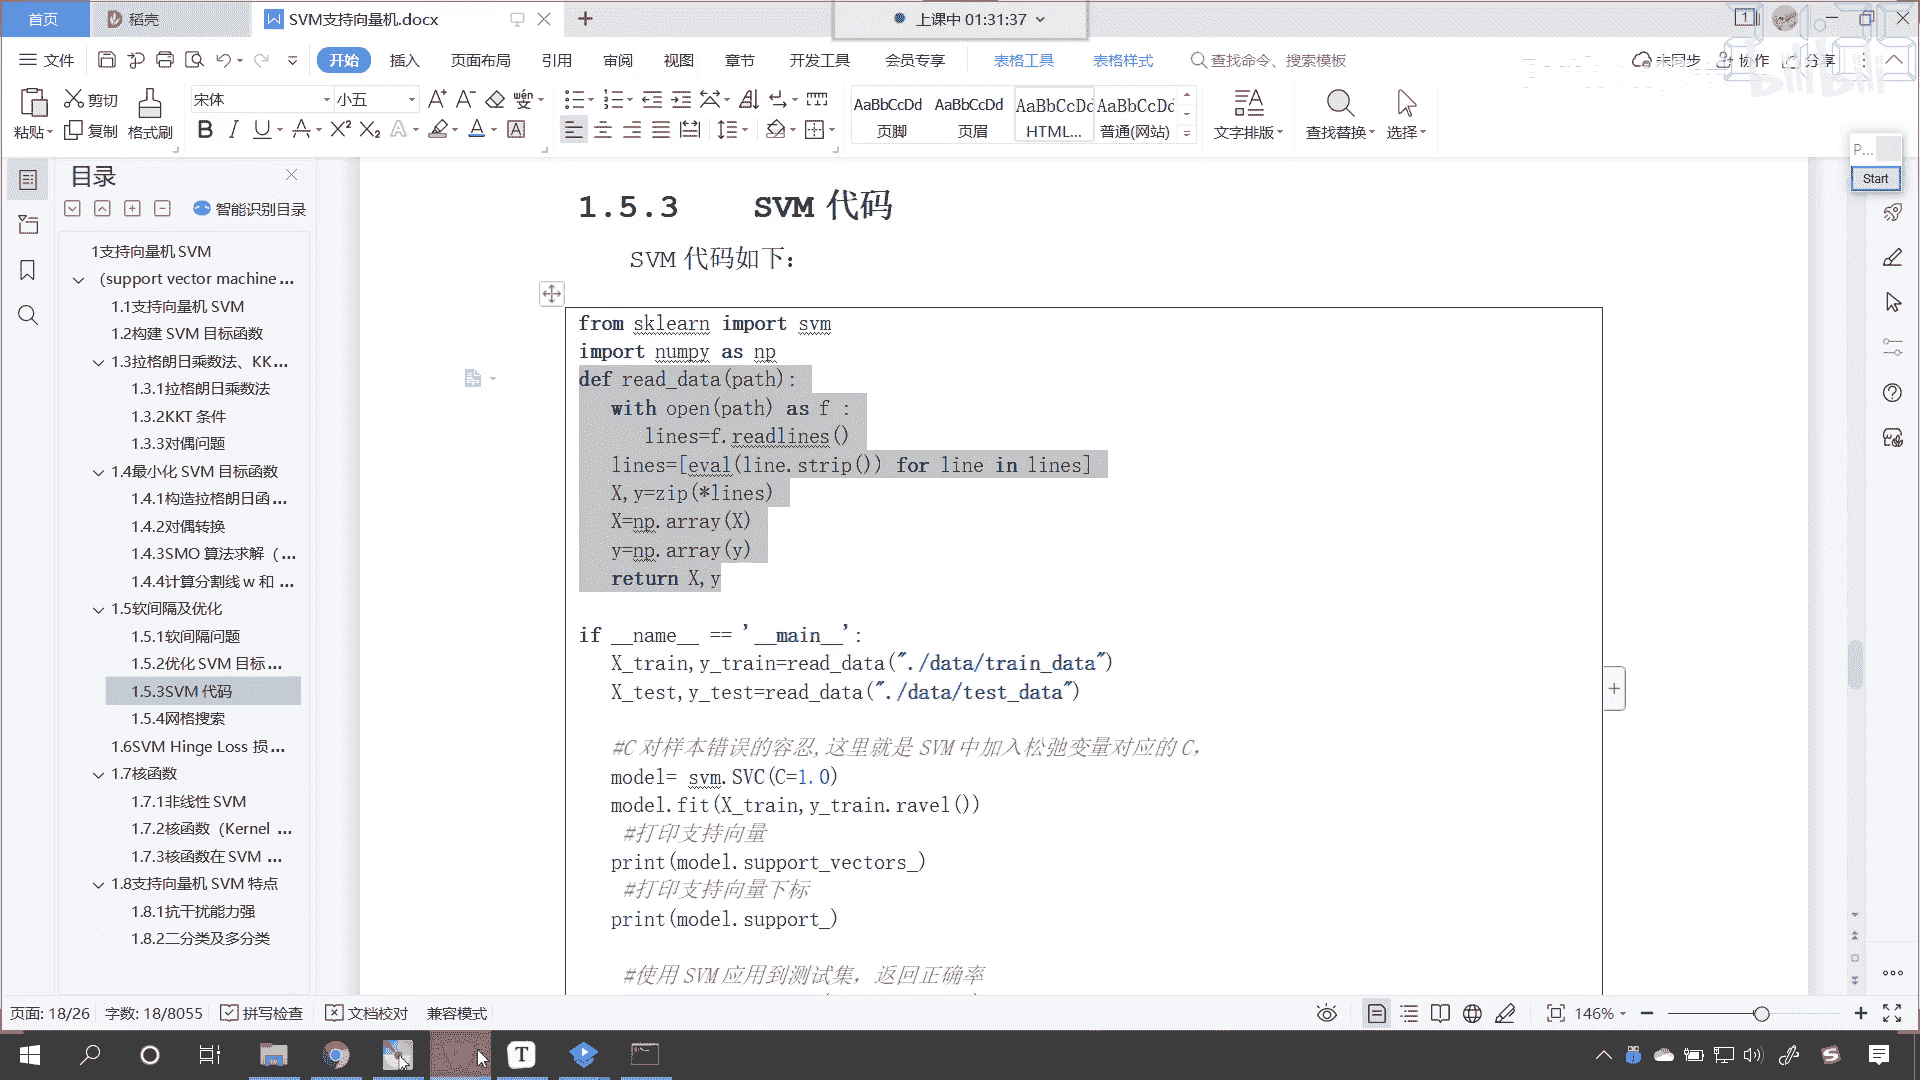 首页
稻壳
SVM支持向量机.docx
上课中 01:31:37
文件
开始
插入
页面布局
引用
审阅
视图
章节
开发工具
会员专享
表格工具
表格样式
查找命令、搜索模板
未同步
协作
分享
粘贴
剪切
复制
格式刷
宋体
小五
AaBbCcDd
页脚
AaBbCcDd
页眉
AaBbCcDc
HTML...
AaBbCcDc
普通(网站)
文字排版
查找替换
选择
P...
Start
目录
智能识别目录
1支持向量机 SVM
（support vector machine ...
1.1支持向量机 SVM
1.2构建 SVM 目标函数
1.3拉格朗日乘数法、KK...
1.3.1拉格朗日乘数法
1.3.2KKT 条件
1.3.3对偶问题
1.4最小化 SVM 目标函数
1.4.1构造拉格朗日函...
1.4.2对偶转换
1.4.3SMO 算法求解（ ...
1.4.4计算分割线 w 和 ...
1.5软间隔及优化
1.5.1软间隔问题
1.5.2优化 SVM 目标...
1.5.3SVM 代码
1.5.4网格搜索
1.6SVM Hinge Loss 损...
1.7核函数
1.7.1非线性 SVM
1.7.2核函数（Kernel ...
1.7.3核函数在 SVM ...
1.8支持向量机 SVM 特点
1.8.1抗干扰能力强
1.8.2二分类及多分类
1.5.3 SVM 代码
SVM 代码如下：
from sklearn import svm
import numpy as np
def read_data(path):
with open(path) as f :
lines=f.readlines()
lines=[eval(line.strip()) for line in lines]
X,y=zip(*lines)
X=np.array(X)
y=np.array(y)
return X,y
if __name__ == '__main__':
X_train,y_train=read_data("./data/train_data")
X_test,y_test=read_data("./data/test_data")
#C 对样本错误的容忍,这里就是 SVM 中加入松弛变量对应的 C,
model= svm.SVC(C=1.0)
model.fit(X_train,y_train.ravel())
#打印支持向量
print(model.support_vectors_)
#打印支持向量下标
print(model.support_)
#使用 SVM 应用到测试集，返回正确率
页面: 18/26
字数: 18/8055
拼写检查
文档校对
兼容模式
146%